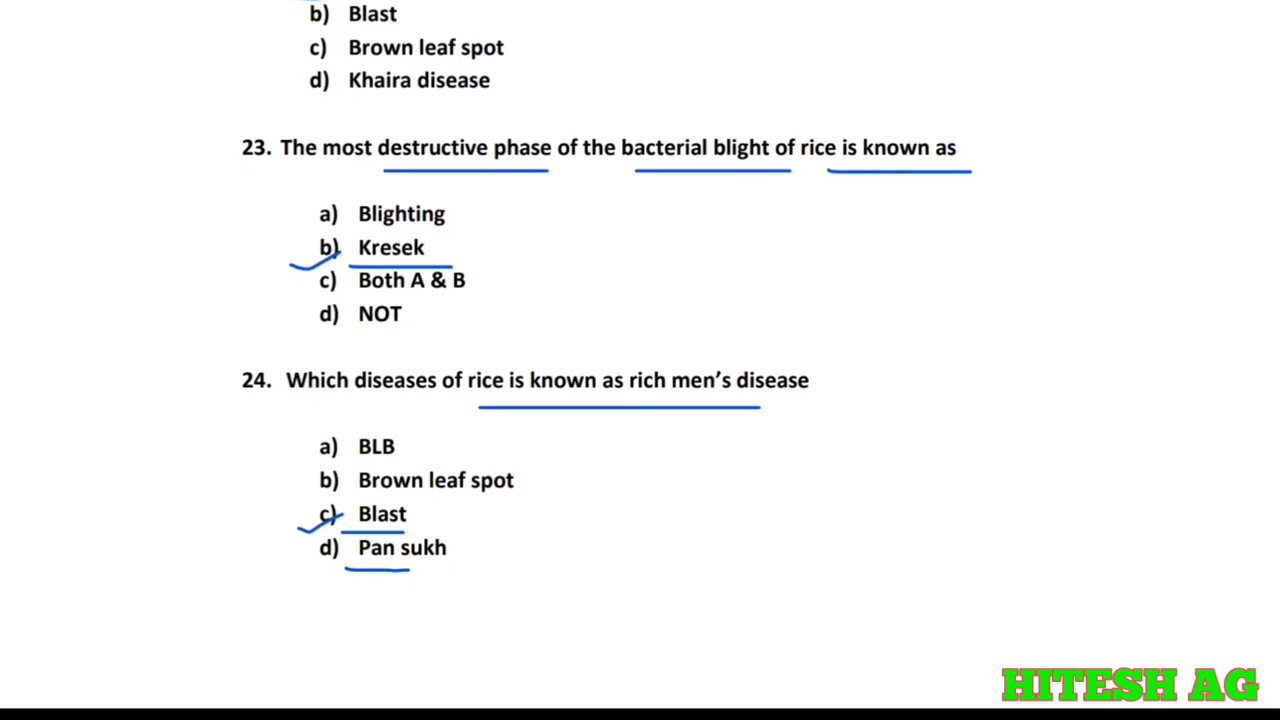 b) Blast
c) Brown leaf spot
d) Khaira disease
23. The most destructive phase of the bacterial blight of rice is known as
a) Blighting
b) Kresek
c) Both A & B
d) NOT
24. Which diseases of rice is known as rich men’s disease
a) BLB
b) Brown leaf spot
c) Blast
d) Pan sukh
HITESH AG